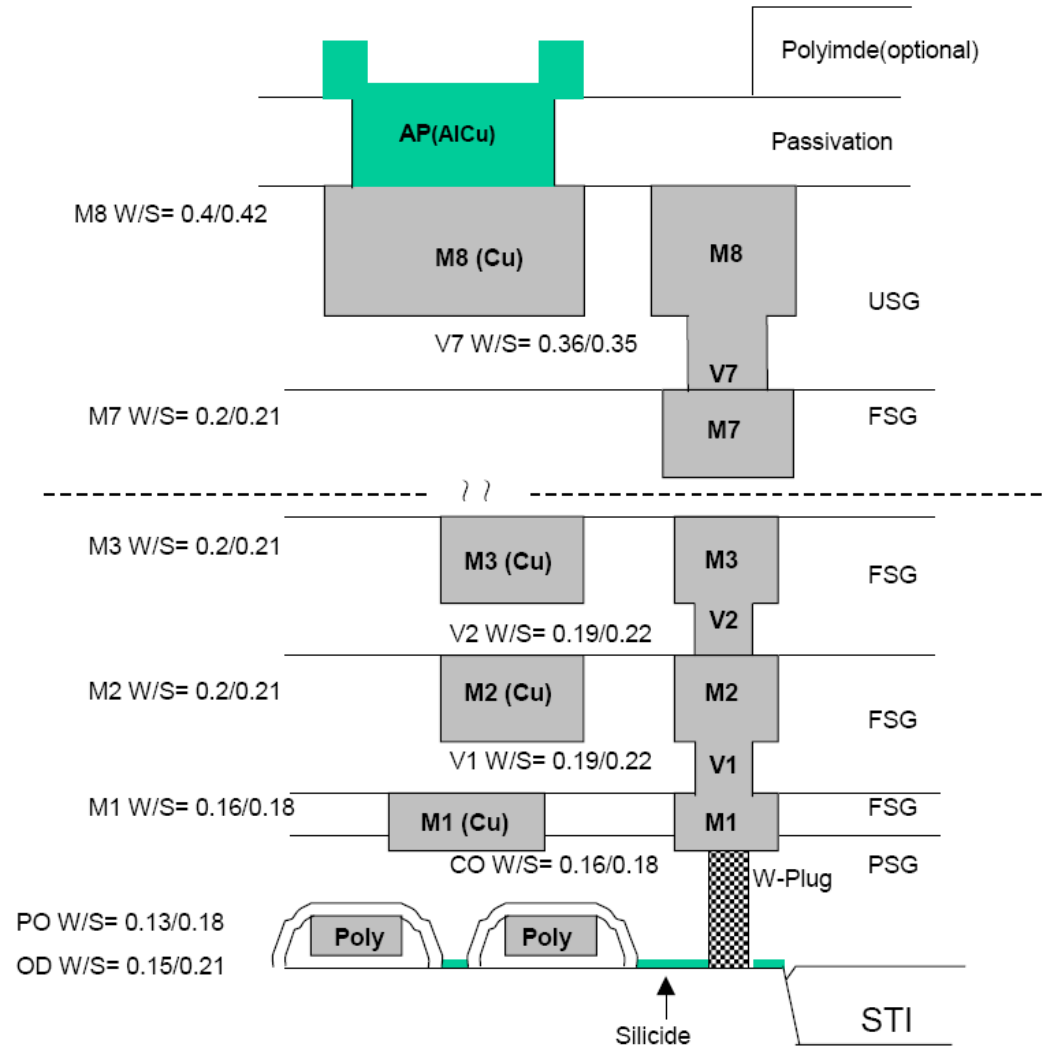 Polyimde(optional)
AP(AlCu)
Passivation
M8 W/S= 0.4/0.42
M8 (Cu)
M8
USG
V7 W/S= 0.36/0.35
V7
M7 W/S= 0.2/0.21
M7
FSG
M3 W/S= 0.2/0.21
M3 (Cu)
M3
FSG
V2 W/S= 0.19/0.22
V2
M2 W/S= 0.2/0.21
M2 (Cu)
M2
FSG
V1 W/S= 0.19/0.22
V1
M1 W/S= 0.16/0.18
M1 (Cu)
M1
FSG
CO W/S= 0.16/0.18
W-Plug
PSG
PO W/S= 0.13/0.18
Poly
Poly
OD W/S= 0.15/0.21
Silicide
STI